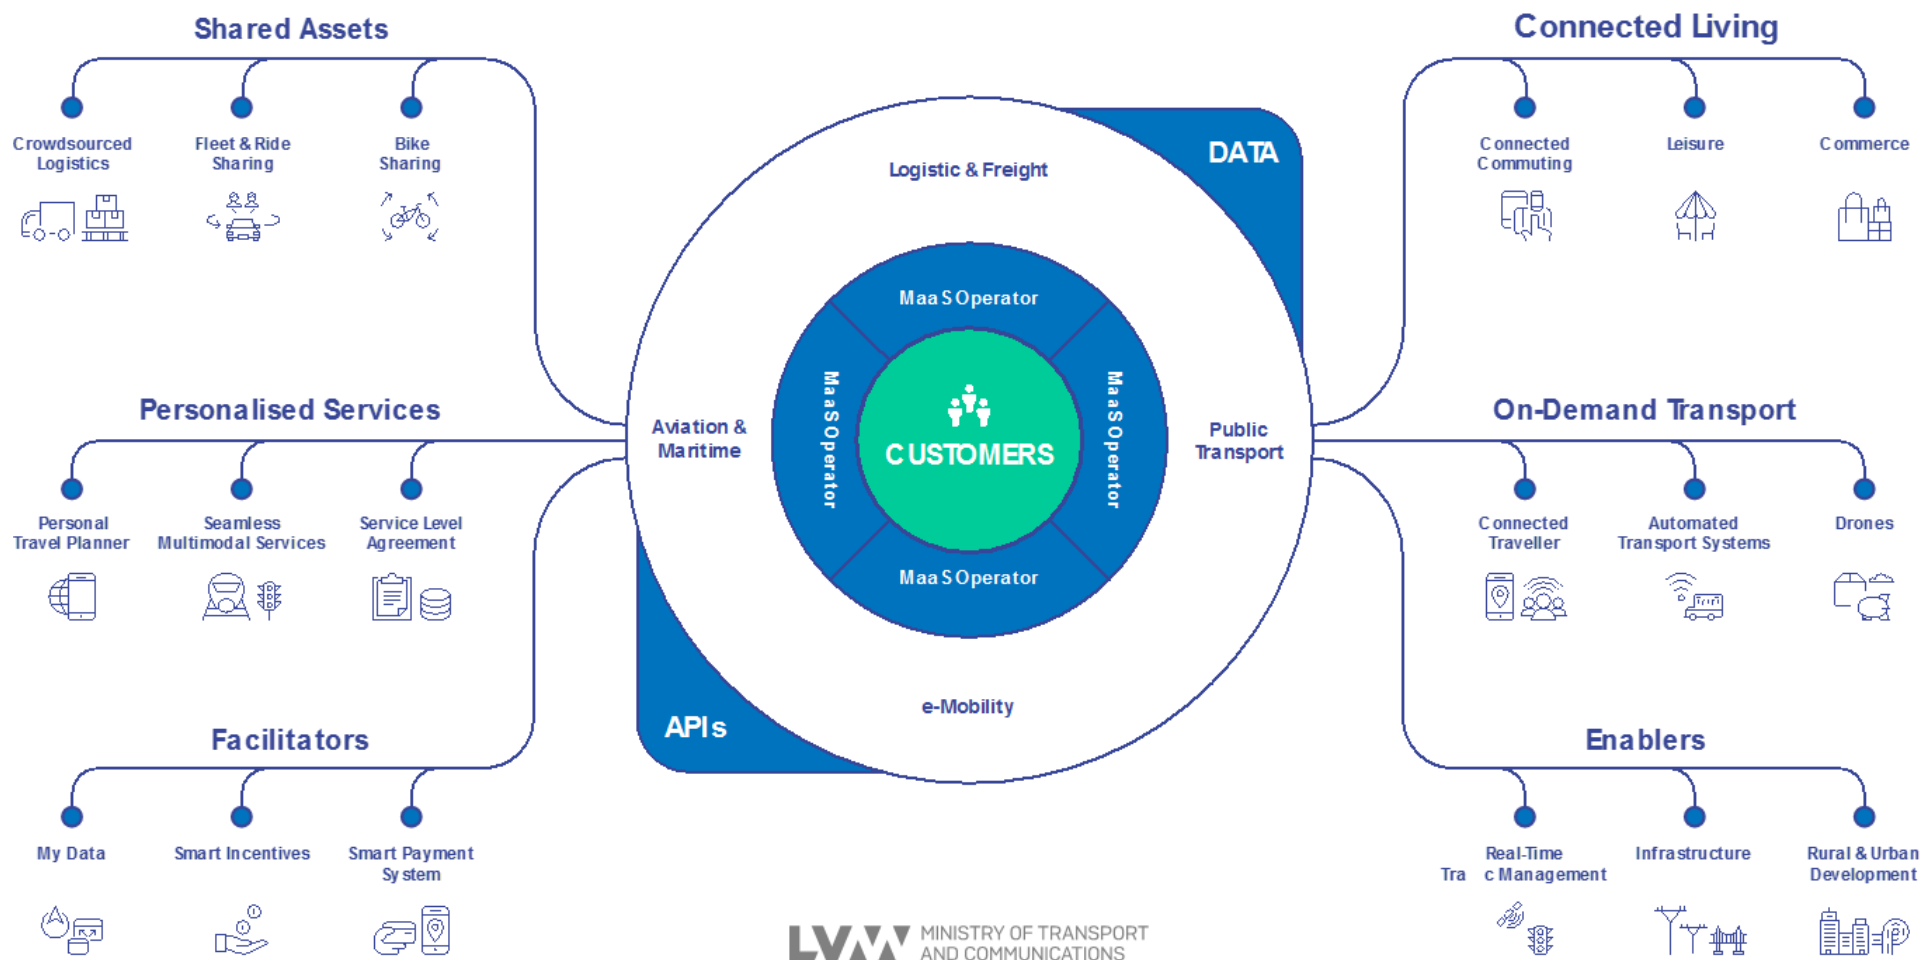 Shared Assets
Crowdsourced
Logistics
Fleet & Ride
Sharing
Bike
Sharing
Personalised Services
Personal
Travel Planner
Seamless
Multimodal Services
Service Level
Agreement
Facilitators
My Data
Smart Incentives
Smart Payment
System
DATA
Logistic & Freight
MaaS Operator
Aviation &
Maritime
MaaS Operator
CUSTOMERS
MaaS Operator
Public
Transport
MaaS Operator
e-Mobility
APIs
LVM MINISTRY OF TRANSPORT
AND COMMUNICATIONS
Connected Living
Connected
Commuting
Leisure
Commerce
On-Demand Transport
Connected
Traveller
Automated
Transport Systems
Drones
Enablers
Real-Time
Tra c Management
Infrastructure
Rural & Urban
Development